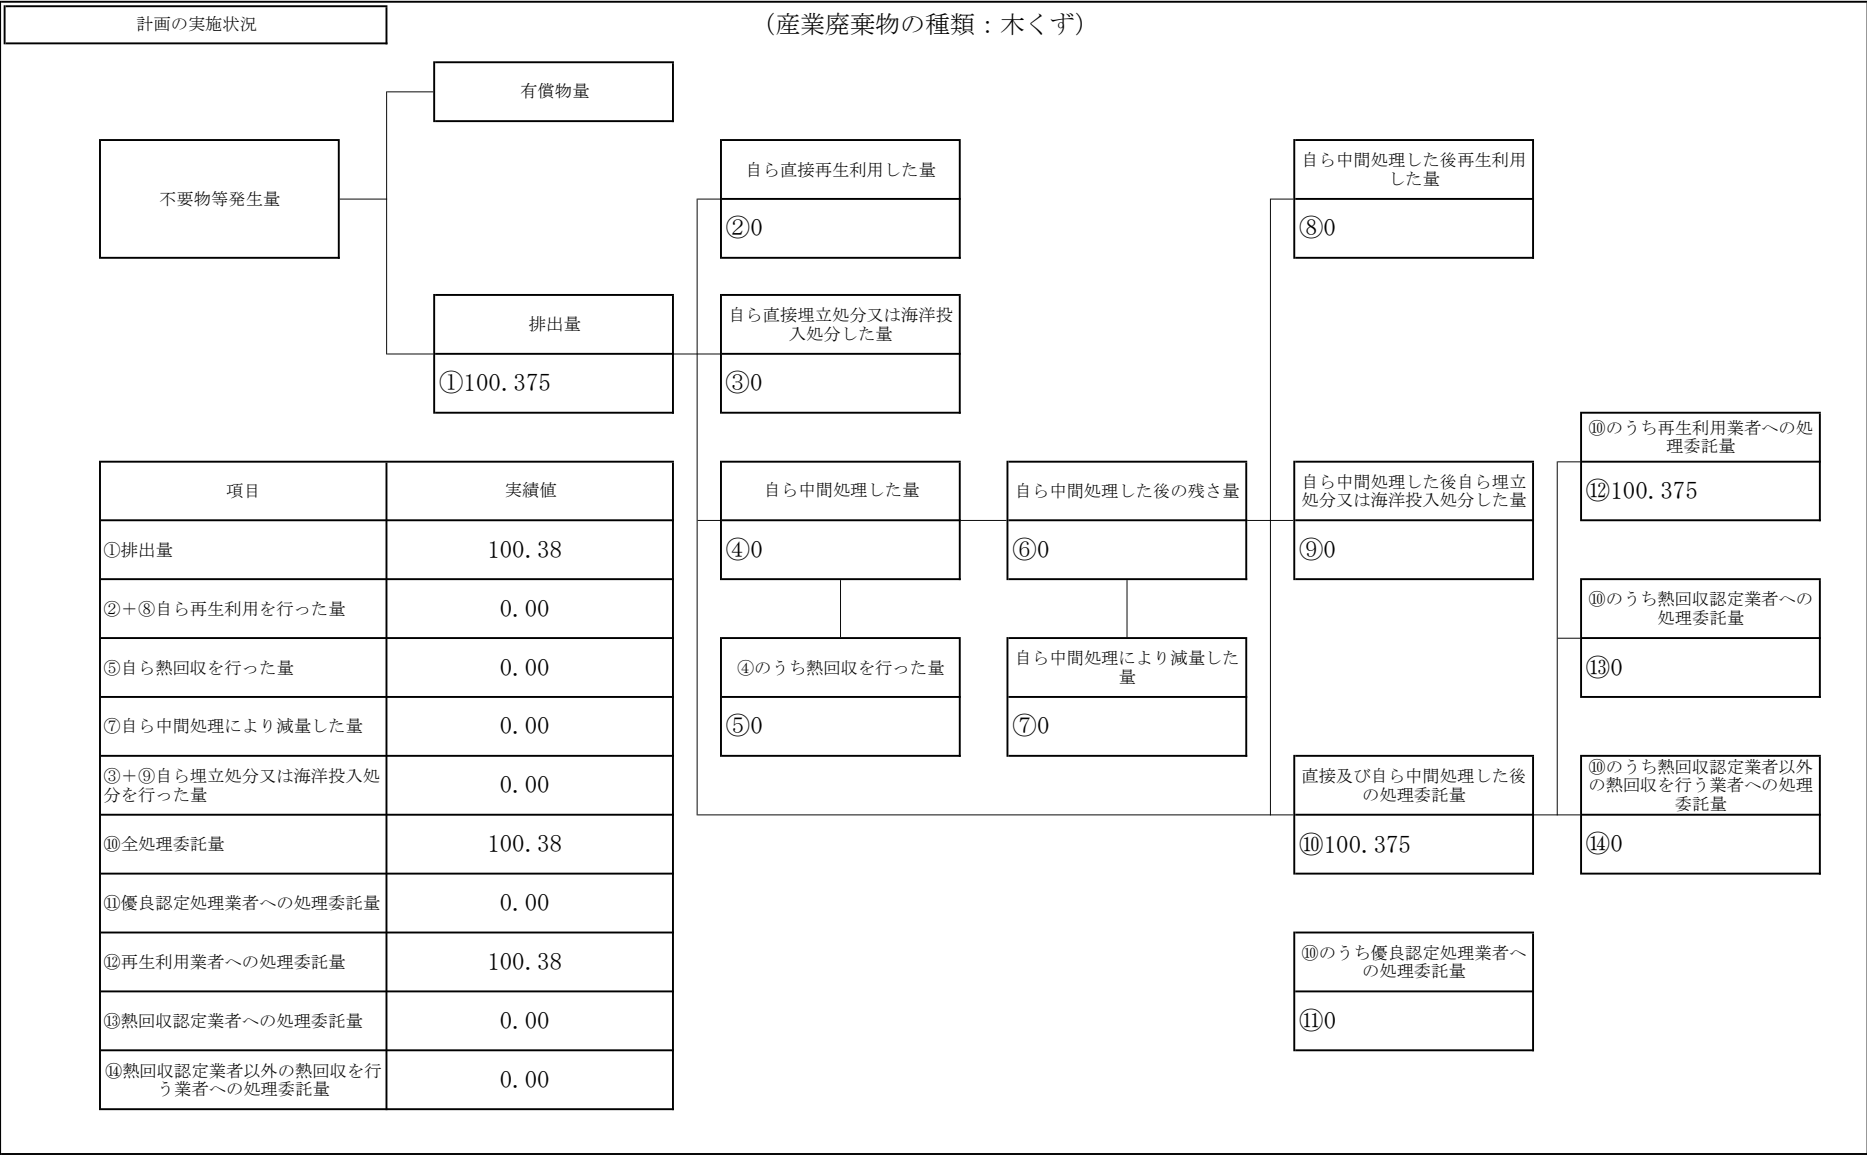 計画の実施状況
（産業廃棄物の種類：木くず）
有償物量
不要物等発生量
自ら直接再生利用した量
②0
自ら中間処理した後再生利用
した量
⑧0
排出量
①100.375
自ら直接埋立処分又は海洋投
入処分した量
③0
⑩のうち再生利用業者への処
理委託量
⑫100.375
自ら中間処理した量
④0
自ら中間処理した後の残さ量
⑥0
自ら中間処理した後自ら埋立
処分又は海洋投入処分した量
⑨0
⑩のうち熱回収認定業者への
処理委託量
⑬0
④のうち熱回収を行った量
⑤0
自ら中間処理により減量した
量
⑦0
直接及び自ら中間処理した後
の処理委託量
⑩100.375
⑩のうち熱回収認定業者以外
の熱回収を行う業者への処理
委託量
⑭0
⑩のうち優良認定処理業者へ
の処理委託量
⑪0
項目 実績値
①排出量 100.38
②＋⑧自ら再生利用を行った量 0.00
⑤自ら熱回収を行った量 0.00
⑦自ら中間処理により減量した量 0.00
③＋⑨自ら埋立処分又は海洋投入処
分を行った量 0.00
⑩全処理委託量 100.38
⑪優良認定処理業者への処理委託量 0.00
⑫再生利用業者への処理委託量 100.38
⑬熱回収認定業者への処理委託量 0.00
⑭熱回収認定業者以外の熱回収を行
う業者への処理委託量 0.00